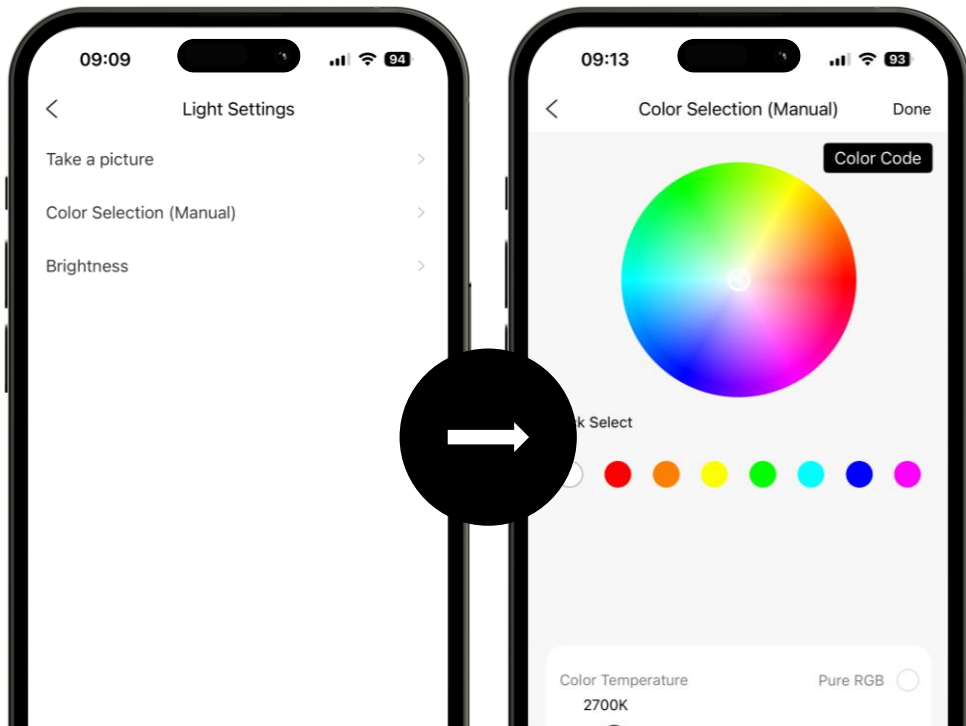 09:09
94
Light Settings
Take a picture
Color Selection (Manual)
Brightness
09:13
93
Color Selection (Manual)
Done
Color Code
k Select
Color Temperature
Pure RGB
2700K